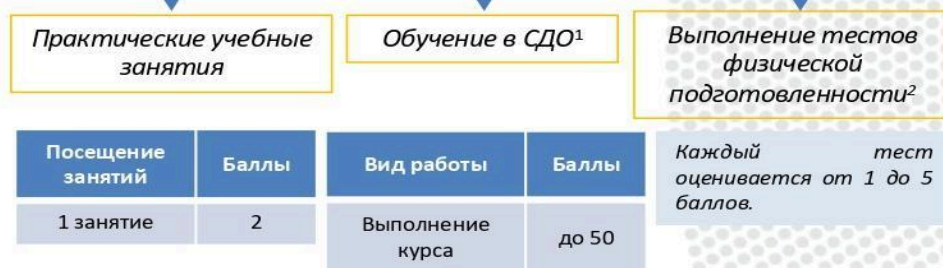 Практические учебные
занятия
Обучение в СДО¹
Выполнение тестов
физической
подготовленности²
Посещение
занятий
Баллы
1 занятие
2
Вид работы
Баллы
Выполнение
курса
до 50
Каждый тест
оценивается от 1 до 5
баллов.